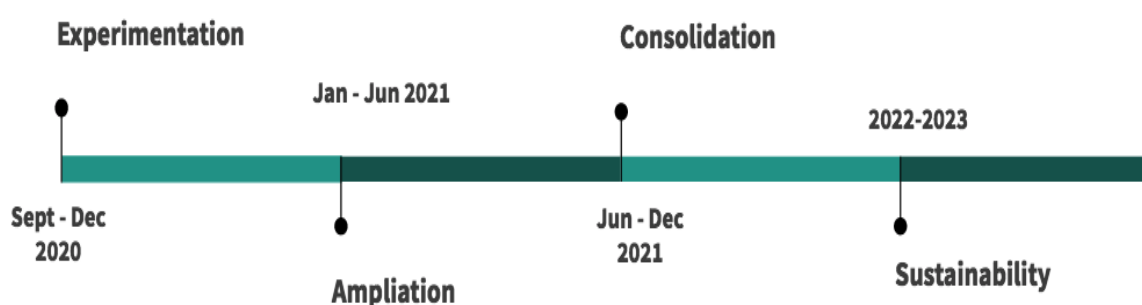 Experimentation
Consolidation
Jan - Jun 2021
2022-2023
Sept - Dec
2020
Jun - Dec
2021
Ampliation
Sustainability